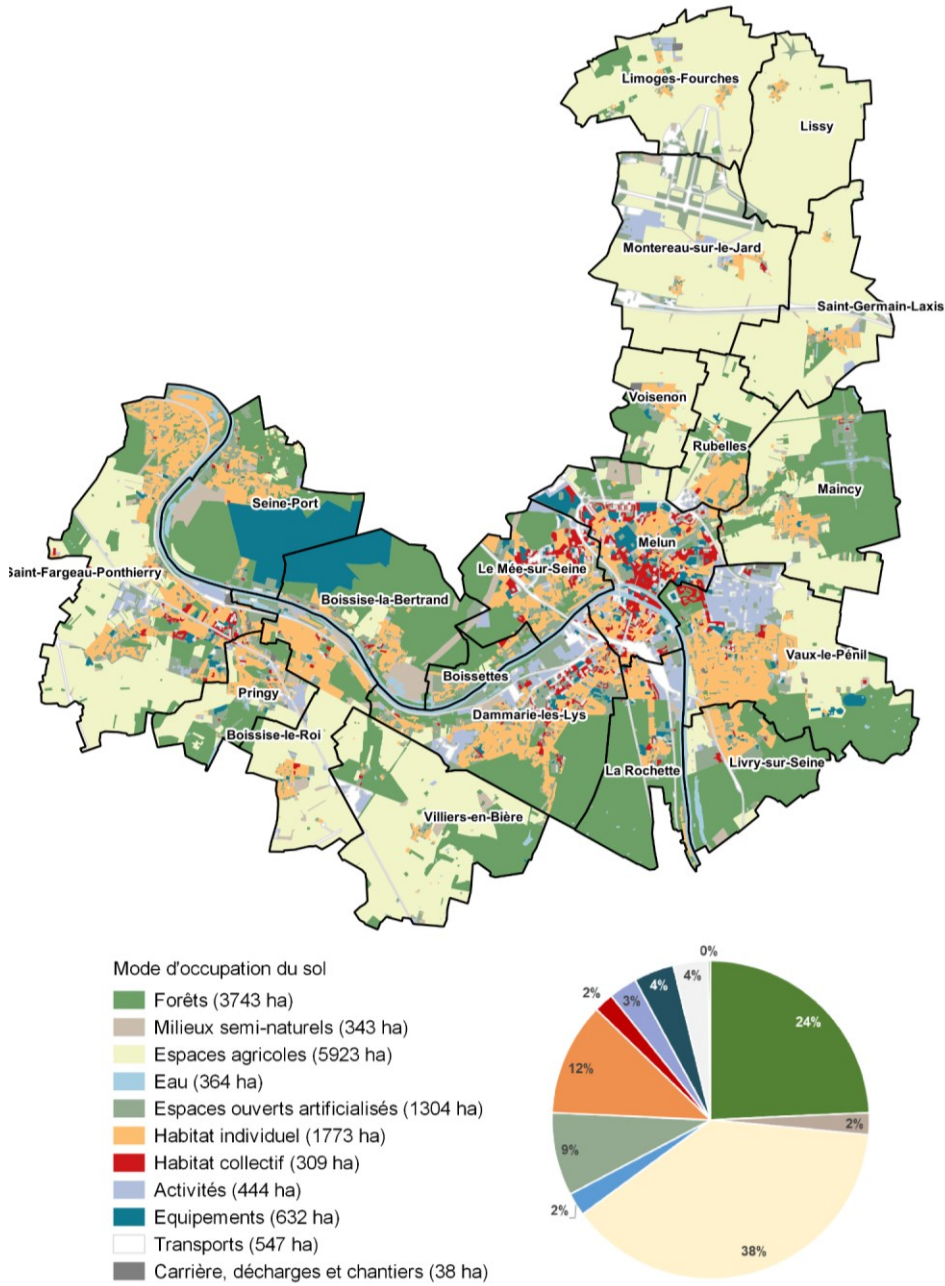 Limoges-Fourches
Lissy
Montereau-sur-le-Jard
Saint-Germain-Laxis
Voisenon
Rubelles
Maincy
Seine-Port
Melun
Le Mée-sur-Seine
Saint-Fargeau-Ponthierry
Boissise-la-Bertrand
Vaux-le-Pénil
Boissettes
Pringy
Dammarie-les-Lys
Boissise-le-Roi
Livry-sur-Seine
La Rochette
Villiers-en-Bière
Mode d'occupation du sol
Forêts (3743 ha)
Milieux semi-naturels (343 ha)
Espaces agricoles (5923 ha)
Eau (364 ha)
Espaces ouverts artificialisés (1304 ha)
Habitat individuel (1773 ha)
Habitat collectif (309 ha)
Activités (444 ha)
Equipements (632 ha)
Transports (547 ha)
Carrière, décharges et chantiers (38 ha)
0%
4%
4%
3%
2%
24%
12%
2%
9%
2%
38%